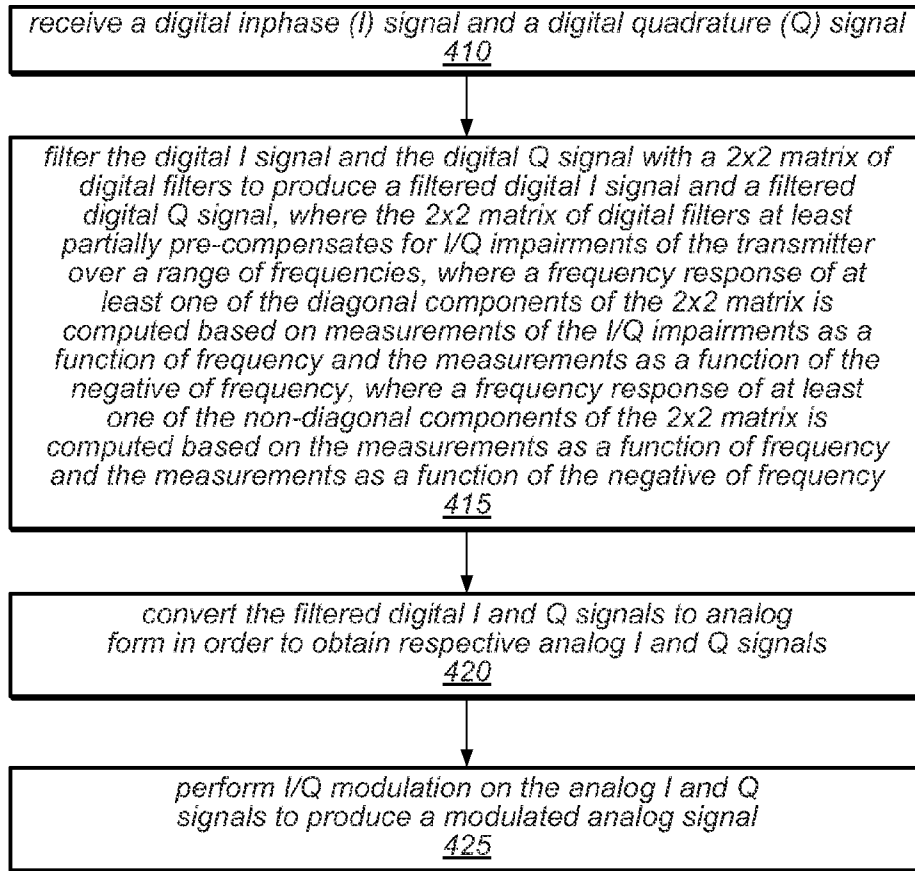 receive a digital inphase (I) signal and a digital quadrature (Q) signal
410
filter the digital I signal and the digital Q signal with a 2x2 matrix of
digital filters to produce a filtered digital I signal and a filtered
digital Q signal, where the 2x2 matrix of digital filters at least
partially pre-compensates for I/Q impairments of the transmitter
over a range of frequencies, where a frequency response of at
least one of the diagonal components of the 2x2 matrix is
computed based on measurements of the I/Q impairments as a
function of frequency and the measurements as a function of the
negative of frequency, where a frequency response of at least
one of the non-diagonal components of the 2x2 matrix is
computed based on the measurements as a function of frequency
and the measurements as a function of the negative of frequency
415
convert the filtered digital I and Q signals to analog
form in order to obtain respective analog I and Q signals
420
perform I/Q modulation on the analog I and Q
signals to produce a modulated analog signal
425